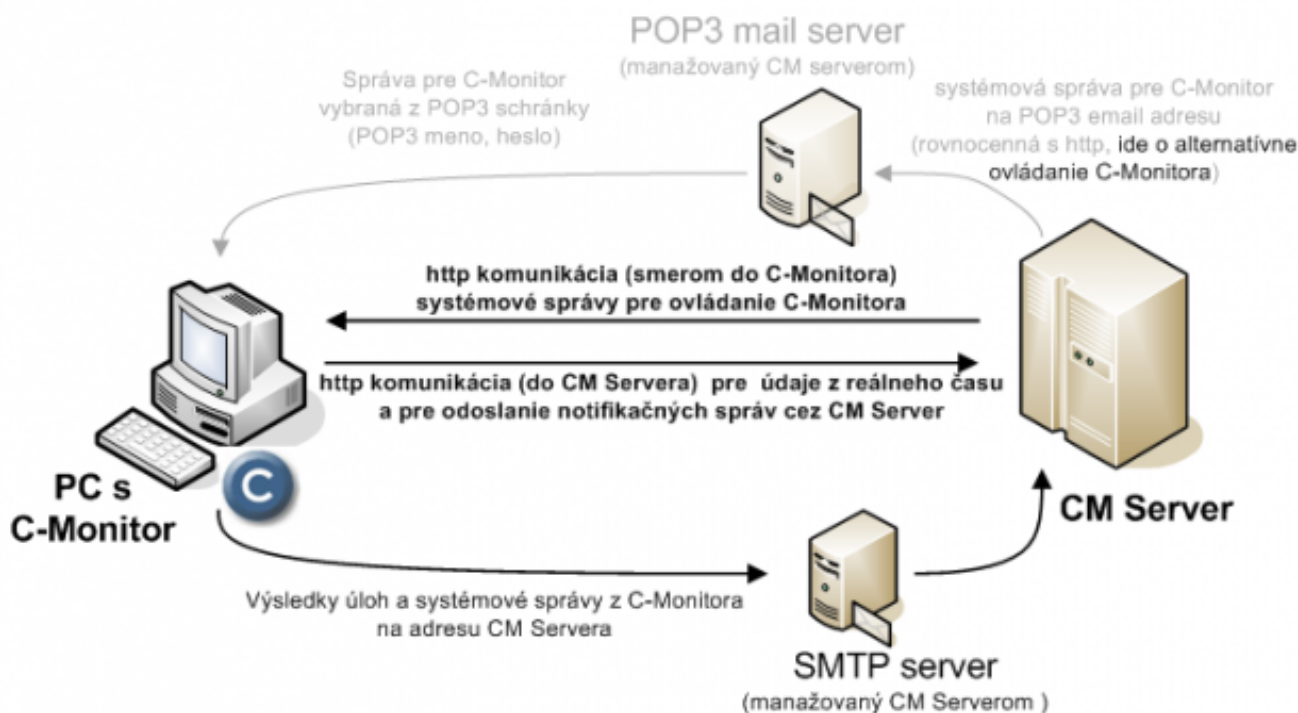 POP3 mail server
(manažovaný CM serverom)
Správa pre C-Monitor
vybraná z POP3 schránky
(POP3 meno, heslo)
systémová správa pre C-Monitor
na POP3 email adresu
(rovnocenná s http, ide o alternatívne
ovládanie C-Monitora)
http komunikácia (smerom do C-Monitora)
systémové správy pre ovládanie C-Monitora
http komunikácia (do CM Servera) pre údaje z reálneho času
a pre odoslanie notifikačných správ cez CM Server
C
PC s
C-Monitor
CM Server
Výsledky úloh a systémové správy z C-Monitora
na adresu CM Servera
SMTP server
(manažovaný CM Serverom )